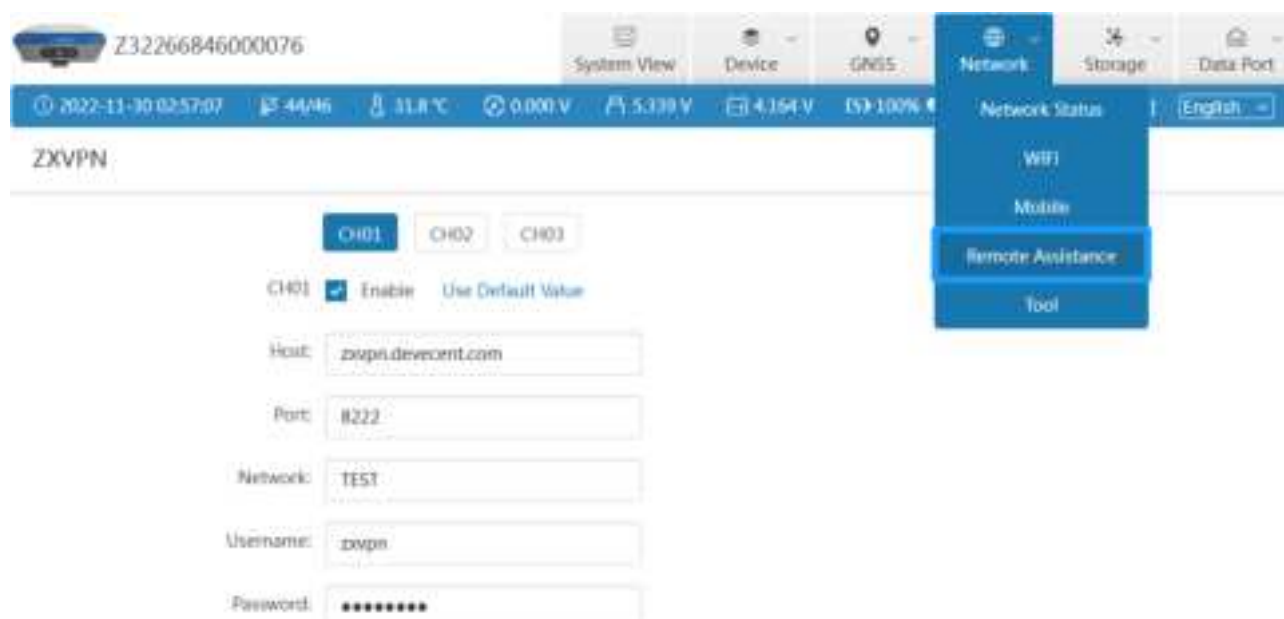 Z32266846000076
System View
Device
GNSS
Network
Storage
Data Port
2022-11-30 02:57:07 44/46 31.8 ℃ 0.000 V 5.339 V 4.164 V 100%
English
Network Status
WIFI
Mobile
Remote Assistance
Tool
ZXVPN
CH01 CH02 CH03
CH01 Enable Use Default Value
Host: zxvpn.devecent.com
Port: 8222
Network: TEST
Username: zxvpn
Password: ••••••••